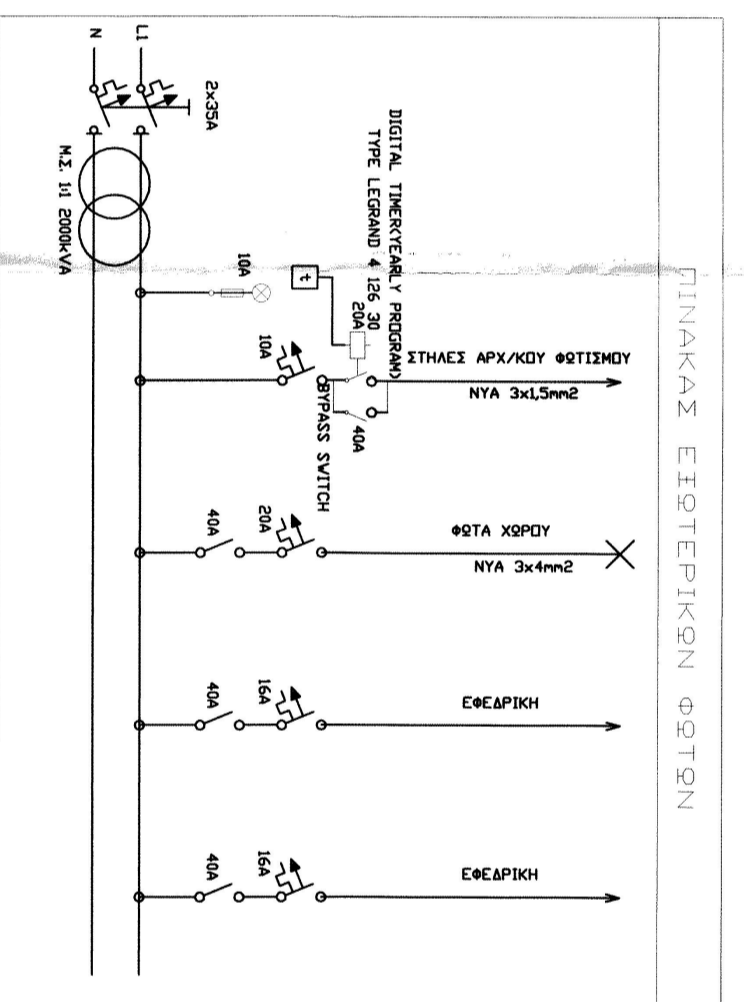 ΠΙΝΑΚΑΣ ΕΞΩΤΕΡΙΚΩΝ ΦΩΤΩΝ
L1
N
2x35A
Μ.Σ. 1:1 2000kVA
10A
DIGITAL TIMER(YEARLY PROGRAM)
TYPE LEGRAND 4 126 30
t
20A
10A
BYPASS SWITCH
40A
ΣΤΗΛΕΣ ΑΡΧ/ΚΟΥ ΦΩΤΙΣΜΟΥ
NYA 3x1,5mm2
40A
20A
ΦΩΤΑ ΧΩΡΟΥ
NYA 3x4mm2
40A
16A
ΕΦΕΔΡΙΚΗ
40A
16A
ΕΦΕΔΡΙΚΗ